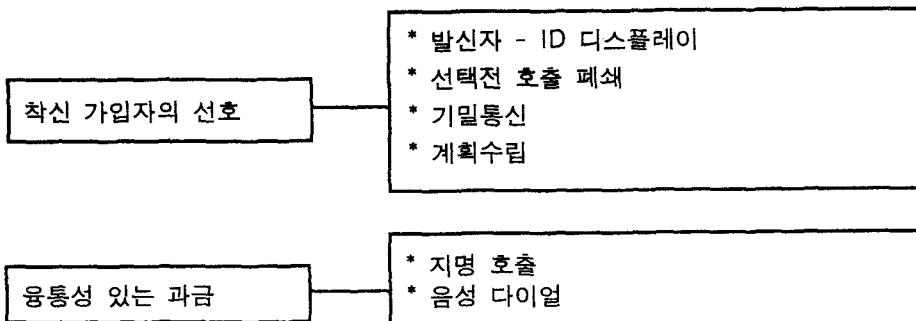 착신 가입자의 선호
* 발신자 - ID 디스플레이
* 선택전 호출 폐쇄
* 기밀통신
* 계획수립
융통성 있는 과금
* 지명 호출
* 음성 다이얼